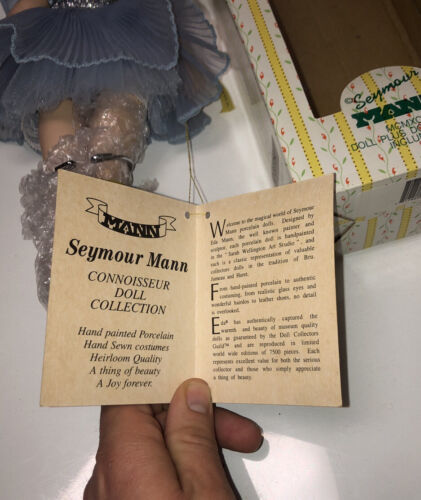 MANN
Seymour Mann
CONNOISSEUR
DOLL
COLLECTION
Hand painted Porcelain
Hand Sewn costumes
Heirloom Quality
A thing of beauty
A Joy forever.
Welcome to the magical world of Seymour
Mann porcelain dolls. Designed by
Eda Mann, the well known painter and
sculptor, each porcelain doll is handpainted
in the "Sarah Wellington Art Studio", and
each is a classic representation of valuable
collectors dolls in the tradition of Bru,
Jumeau and Huret.
From hand-painted porcelain to authentic
costuming, from realistic glass eyes and
wonderful hairdos to leather shoes, no detail
is overlooked.
Eda® has authentically captured the
warmth and beauty of museum quality
dolls as guaranteed by the Doll Collectors
Guild™ and are reproduced in limited
world wide editions of 7500 pieces. Each
represents excellent value for both the serious
collector and those who simply appreciate
a thing of beauty.
©Seymour
MANN
MCMXC
DOLL PLUS DO
INCLU